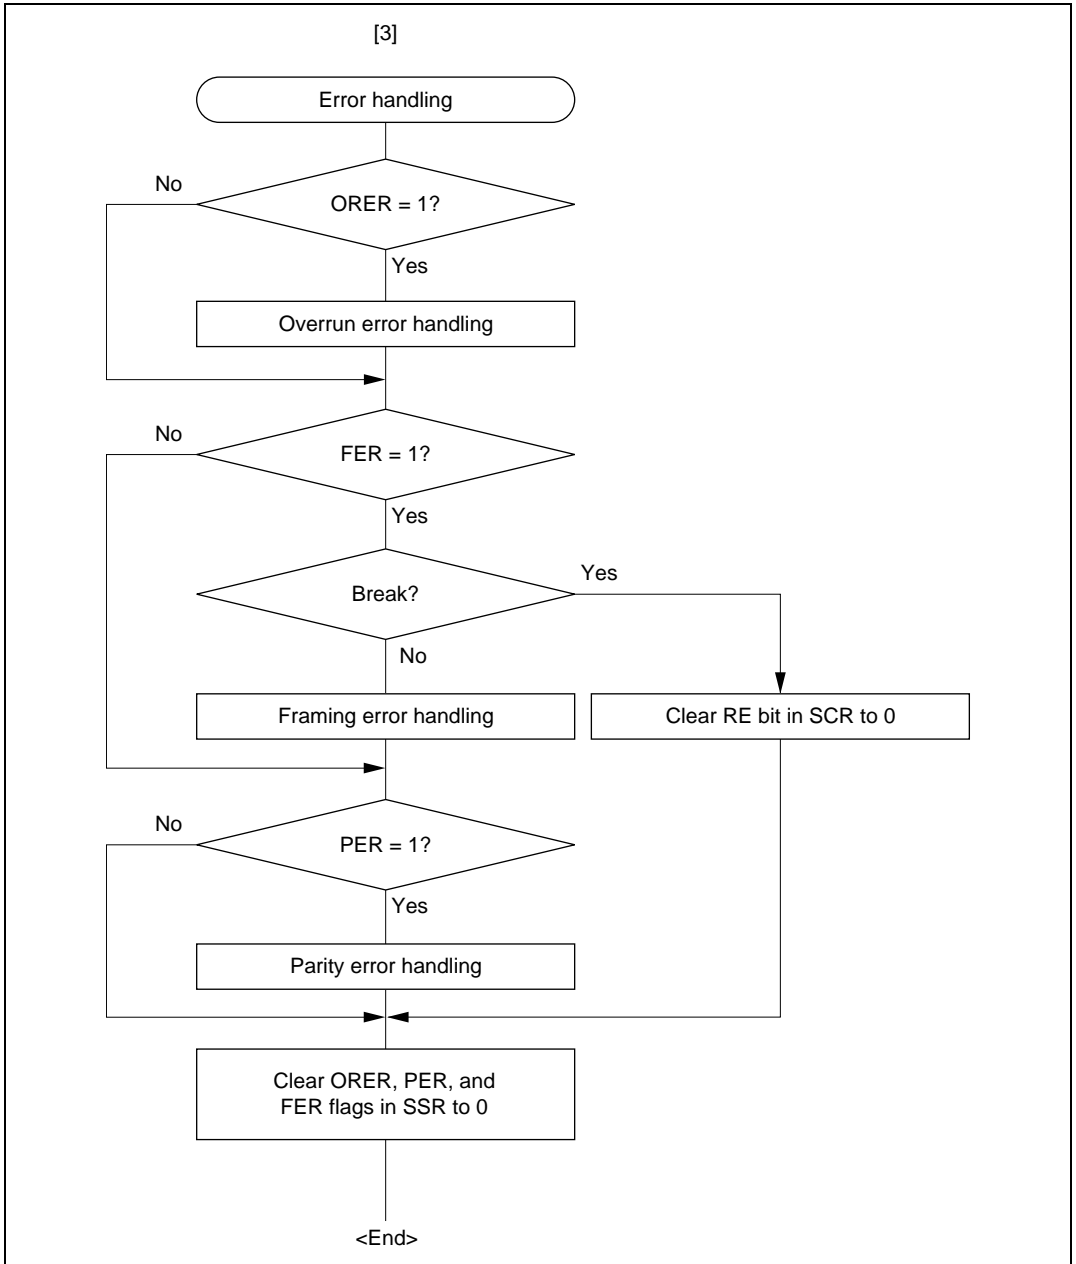 [3]
Error handling
No
ORER = 1?
Yes
Overrun error handling
No
FER = 1?
Yes
Break?
Yes
No
Framing error handling
Clear RE bit in SCR to 0
No
PER = 1?
Yes
Parity error handling
Clear ORER, PER, and
FER flags in SSR to 0
<End>